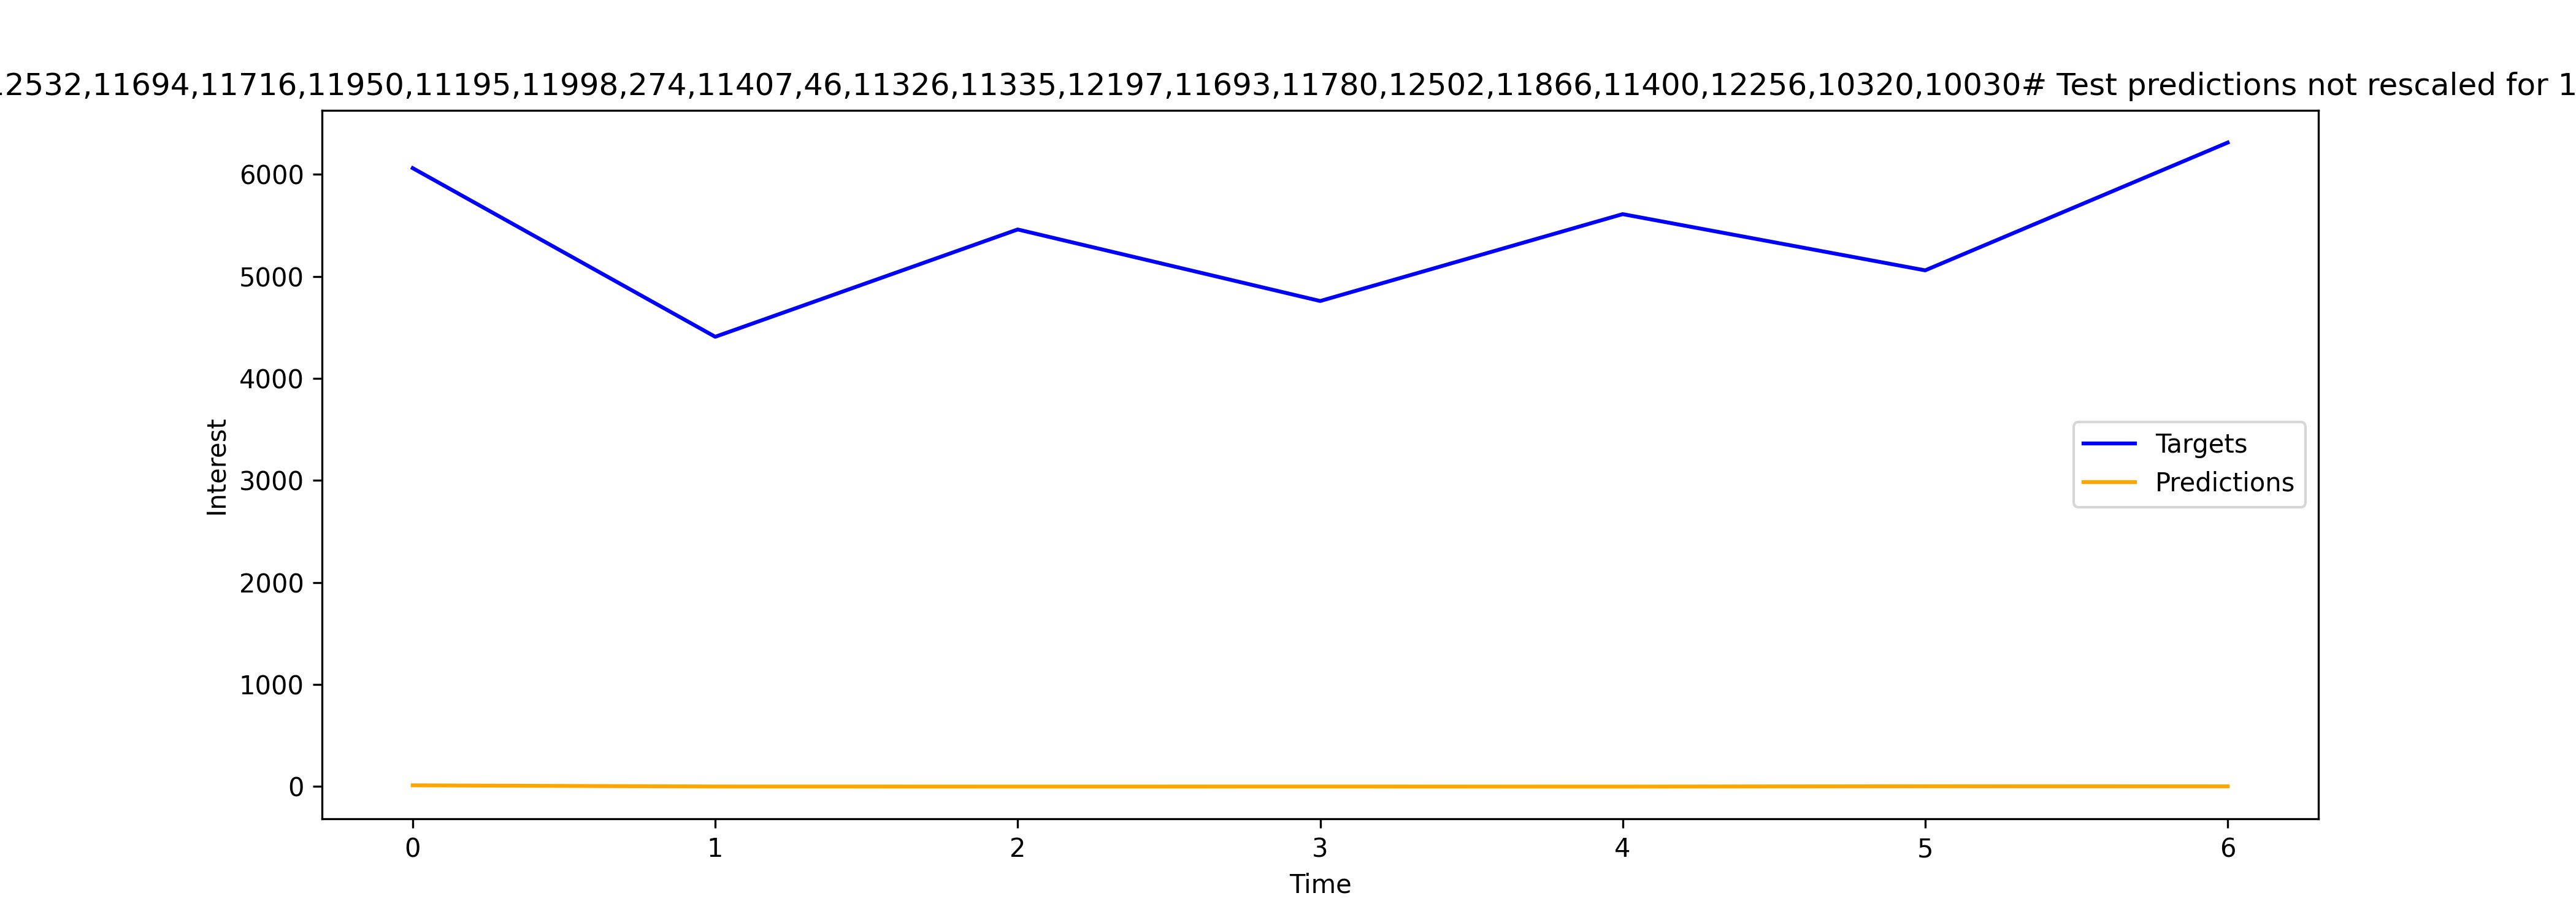 2532,11694,11716,11950,11195,11998,274,11407,46,11326,11335,12197,11693,11780,12502,11866,11400,12256,10320,10030# Test predictions not rescaled for 1
6000
5000
4000
3000
2000
1000
0
Interest
Targets
Predictions
0 1 2 3 4 5 6
Time